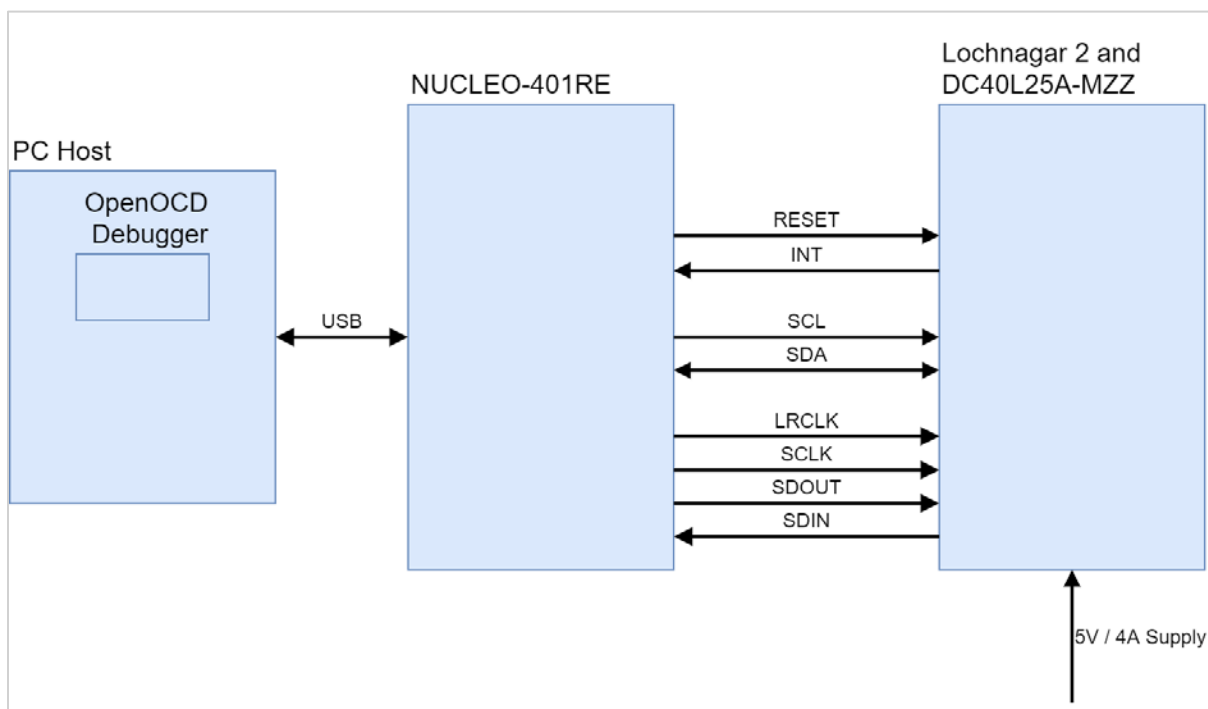 Lochnagar 2 and
DC40L25A-MZZ
NUCLEO-401RE
PC Host
OpenOCD
Debugger
RESET
INT
USB
SCL
SDA
LRCLK
SCLK
SDOUT
SDIN
5V / 4A Supply